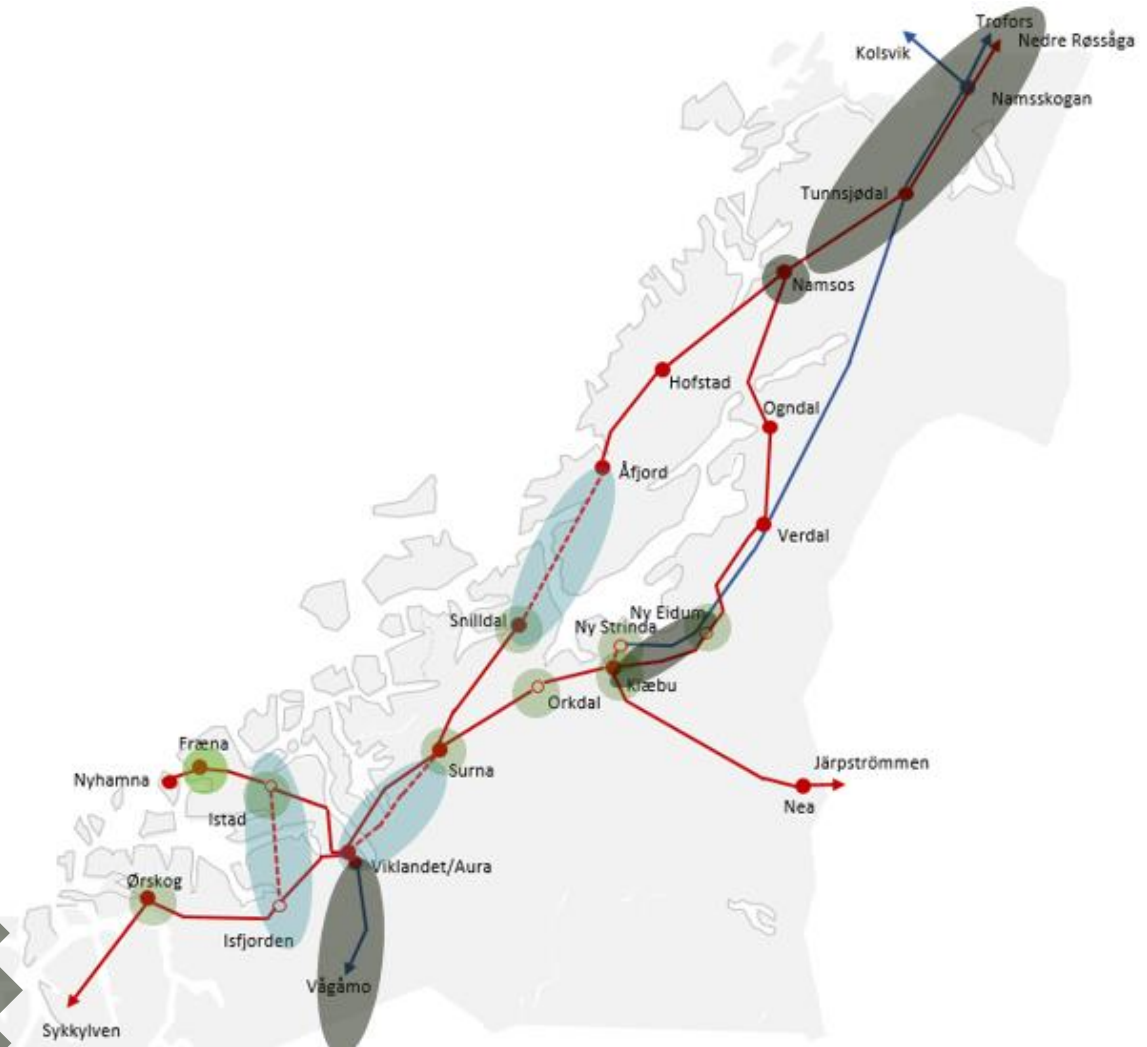 Trofors
Nedre Røssåga
Kolsvik
Namsskogan
Tunnsjødal
Namsos
Hofstad
Ogndal
Åfjord
Verdal
Ny Eidum
Snilldal
Ny Strinda
Klæbu
Orkdal
Fræna
Surna
Järpströmmen
Nyhamna
Nea
Istad
Viklandet/Aura
Ørskog
Isfjorden
Vågåmo
Sykkylven